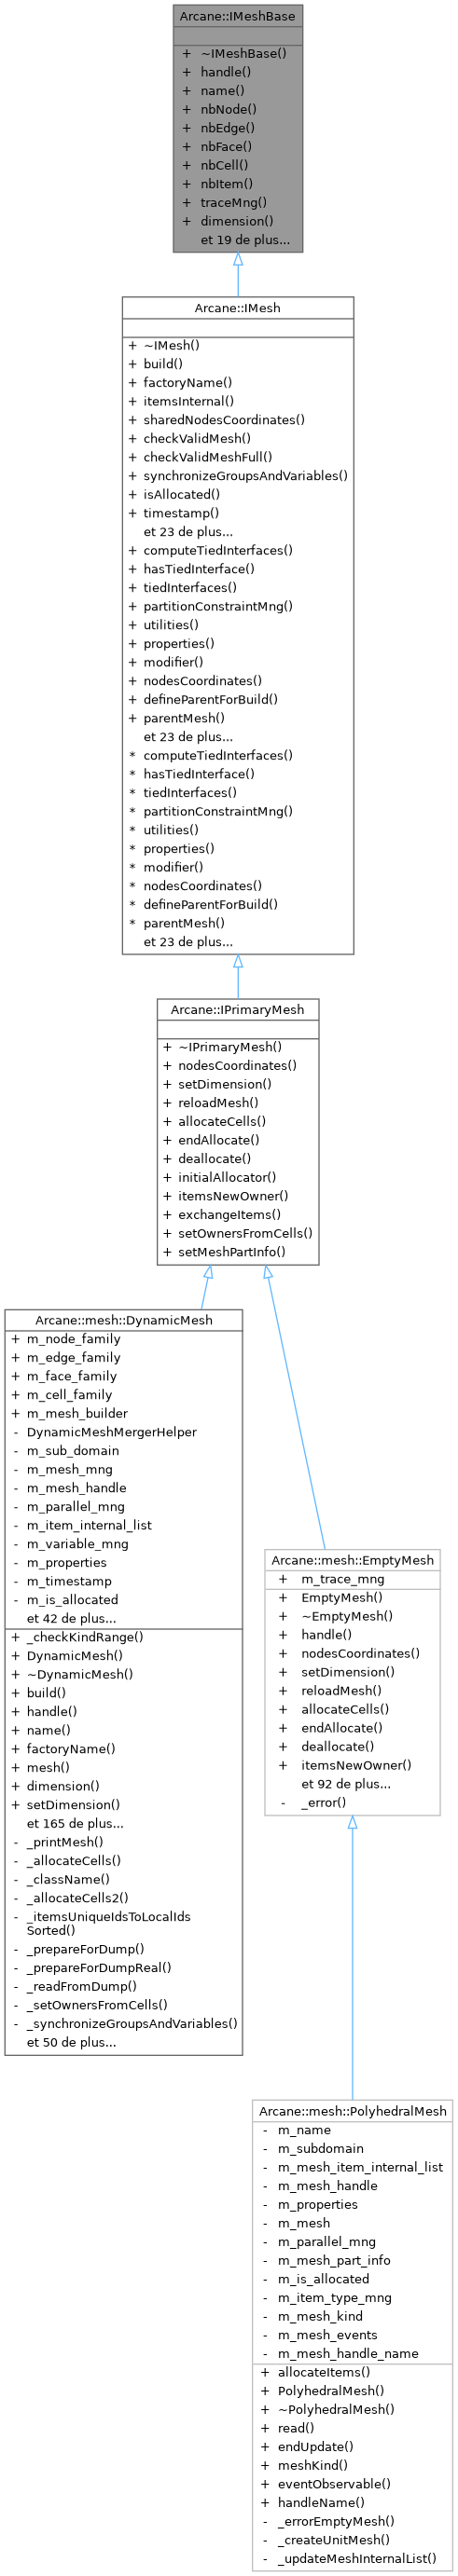 Arcane::IMeshBase
+ ~IMeshBase()
+ handle()
+ name()
+ nbNode()
+ nbEdge()
+ nbFace()
+ nbCell()
+ nbItem()
+ traceMng()
+ dimension()
et 19 de plus...
Arcane::IMesh
+ ~IMesh()
+ build()
+ factoryName()
+ itemsInternal()
+ sharedNodesCoordinates()
+ checkValidMesh()
+ checkValidMeshFull()
+ synchronizeGroupsAndVariables()
+ isAllocated()
+ timestamp()
et 23 de plus...
+ computeTiedInterfaces()
+ hasTiedInterface()
+ tiedInterfaces()
+ partitionConstraintMng()
+ utilities()
+ properties()
+ modifier()
+ nodesCoordinates()
+ defineParentForBuild()
+ parentMesh()
et 23 de plus...
* computeTiedInterfaces()
* hasTiedInterface()
* tiedInterfaces()
* partitionConstraintMng()
* utilities()
* properties()
* modifier()
* nodesCoordinates()
* defineParentForBuild()
* parentMesh()
et 23 de plus...
Arcane::IPrimaryMesh
+ ~IPrimaryMesh()
+ nodesCoordinates()
+ setDimension()
+ reloadMesh()
+ allocateCells()
+ endAllocate()
+ deallocate()
+ initialAllocator()
+ itemsNewOwner()
+ exchangeItems()
+ setOwnersFromCells()
+ setMeshPartInfo()
Arcane::mesh::DynamicMesh
+ m_node_family
+ m_edge_family
+ m_face_family
+ m_cell_family
+ m_mesh_builder
- DynamicMeshMergerHelper
- m_sub_domain
- m_mesh_mng
- m_mesh_handle
- m_parallel_mng
- m_item_internal_list
- m_variable_mng
- m_properties
- m_timestamp
- m_is_allocated
et 42 de plus...
+ _checkKindRange()
+ DynamicMesh()
+ ~DynamicMesh()
+ build()
+ handle()
+ name()
+ factoryName()
+ mesh()
+ dimension()
+ setDimension()
et 165 de plus...
- _printMesh()
- _allocateCells()
- _className()
- _allocateCells2()
- _itemsUniqueIdsToLocalIds
Sorted()
- _prepareForDump()
- _prepareForDumpReal()
- _readFromDump()
- _setOwnersFromCells()
- _synchronizeGroupsAndVariables()
et 50 de plus...
Arcane::mesh::EmptyMesh
+ m_trace_mng
+ EmptyMesh()
+ ~EmptyMesh()
+ handle()
+ nodesCoordinates()
+ setDimension()
+ reloadMesh()
+ allocateCells()
+ endAllocate()
+ deallocate()
+ itemsNewOwner()
et 92 de plus...
- _error()
Arcane::mesh::PolyhedralMesh
- m_name
- m_subdomain
- m_mesh_item_internal_list
- m_mesh_handle
- m_properties
- m_mesh
- m_parallel_mng
- m_mesh_part_info
- m_is_allocated
- m_item_type_mng
- m_mesh_kind
- m_mesh_events
- m_mesh_handle_name
+ allocateItems()
+ PolyhedralMesh()
+ ~PolyhedralMesh()
+ read()
+ endUpdate()
+ meshKind()
+ eventObservable()
+ handleName()
- _errorEmptyMesh()
- _createUnitMesh()
- _updateMeshInternalList()